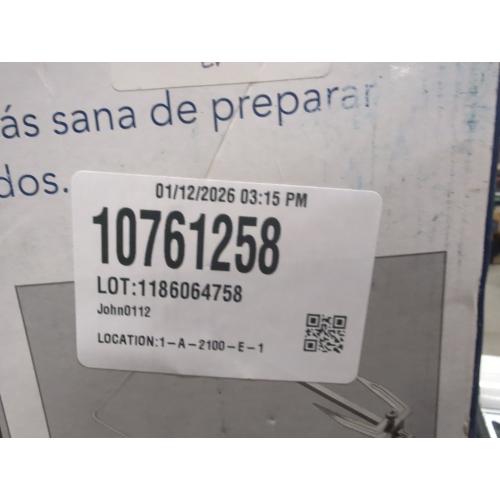 ás sana de preparar
dos.
01/12/2026 03:15 PM
10761258
LOT:1186064758
John0112
LOCATION:1-A-2100-E-1